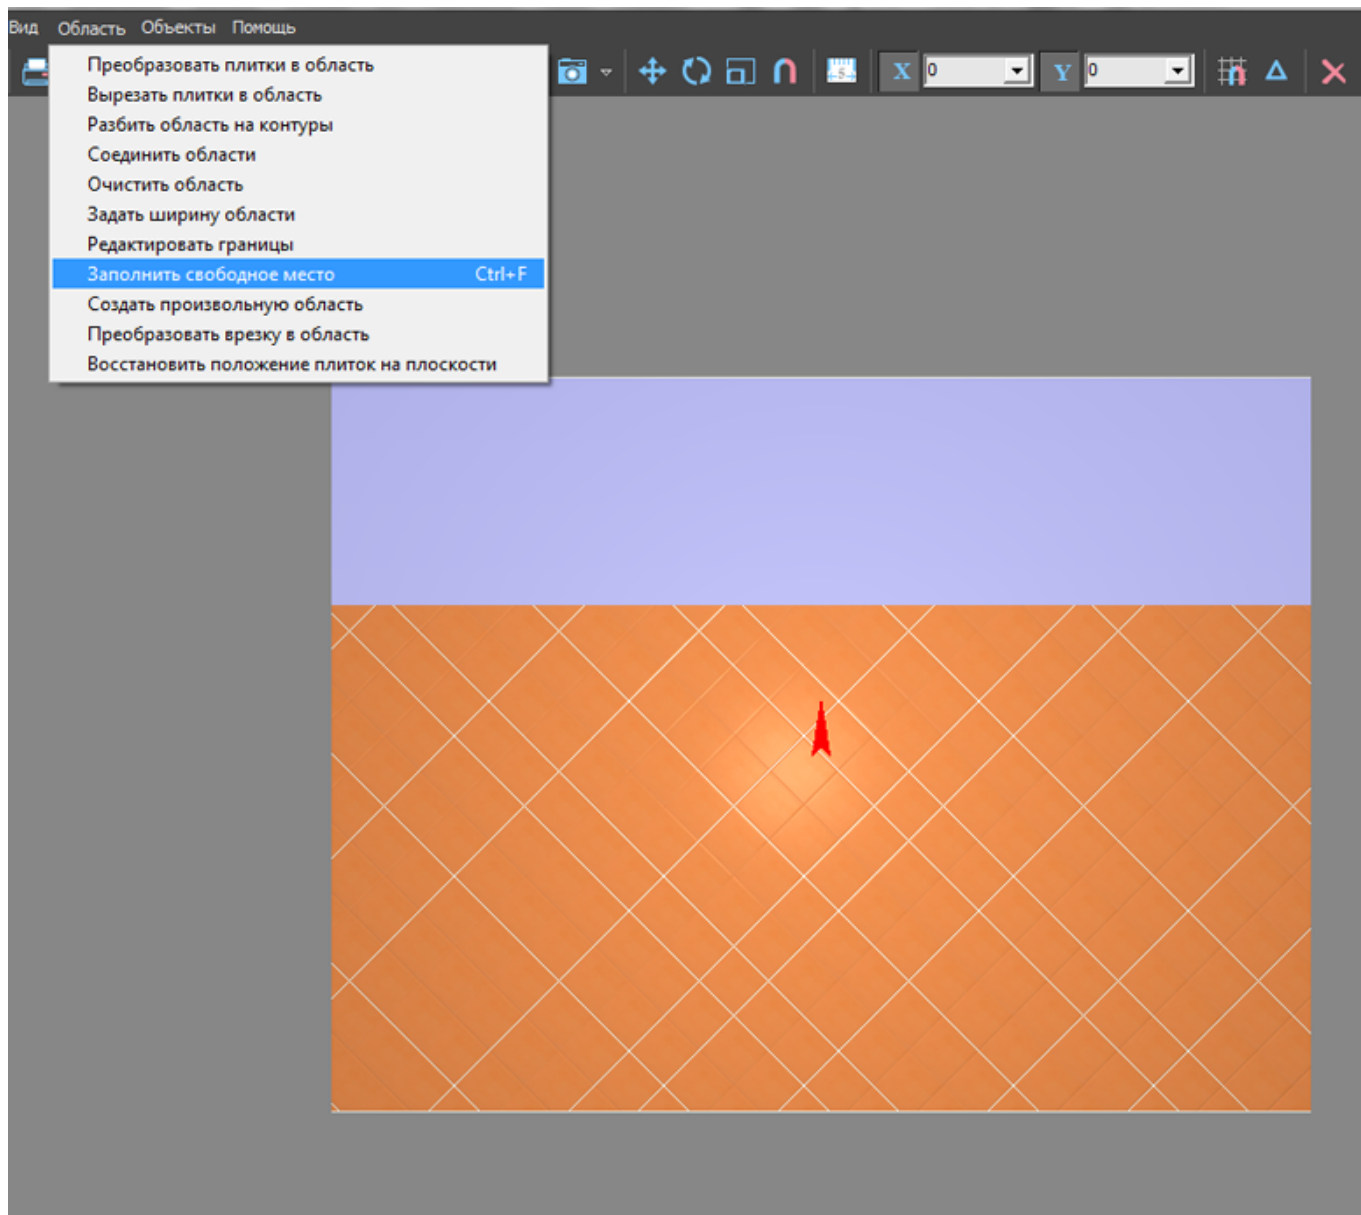 Вид Область Объекты Помощь
X 0 Y 0
Преобразовать плитки в область
Вырезать плитки в область
Разбить область на контуры
Соединить области
Очистить область
Задать ширину области
Редактировать границы
Заполнить свободное место Ctrl+F
Создать произвольную область
Преобразовать врезку в область
Восстановить положение плиток на плоскости